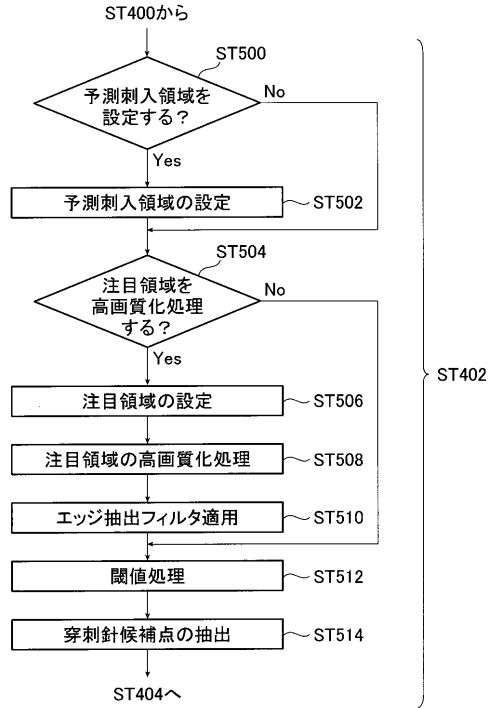 ST400から
ST500
予測刺入領域を
設定する？
No
Yes
予測刺入領域の設定
ST502
ST504
注目領域を
高画質化処理
する？
No
Yes
ST402
注目領域の設定
ST506
注目領域の高画質化処理
ST508
エッジ抽出フィルタ適用
ST510
閾値処理
ST512
穿刺針候補点の抽出
ST514
ST404へ